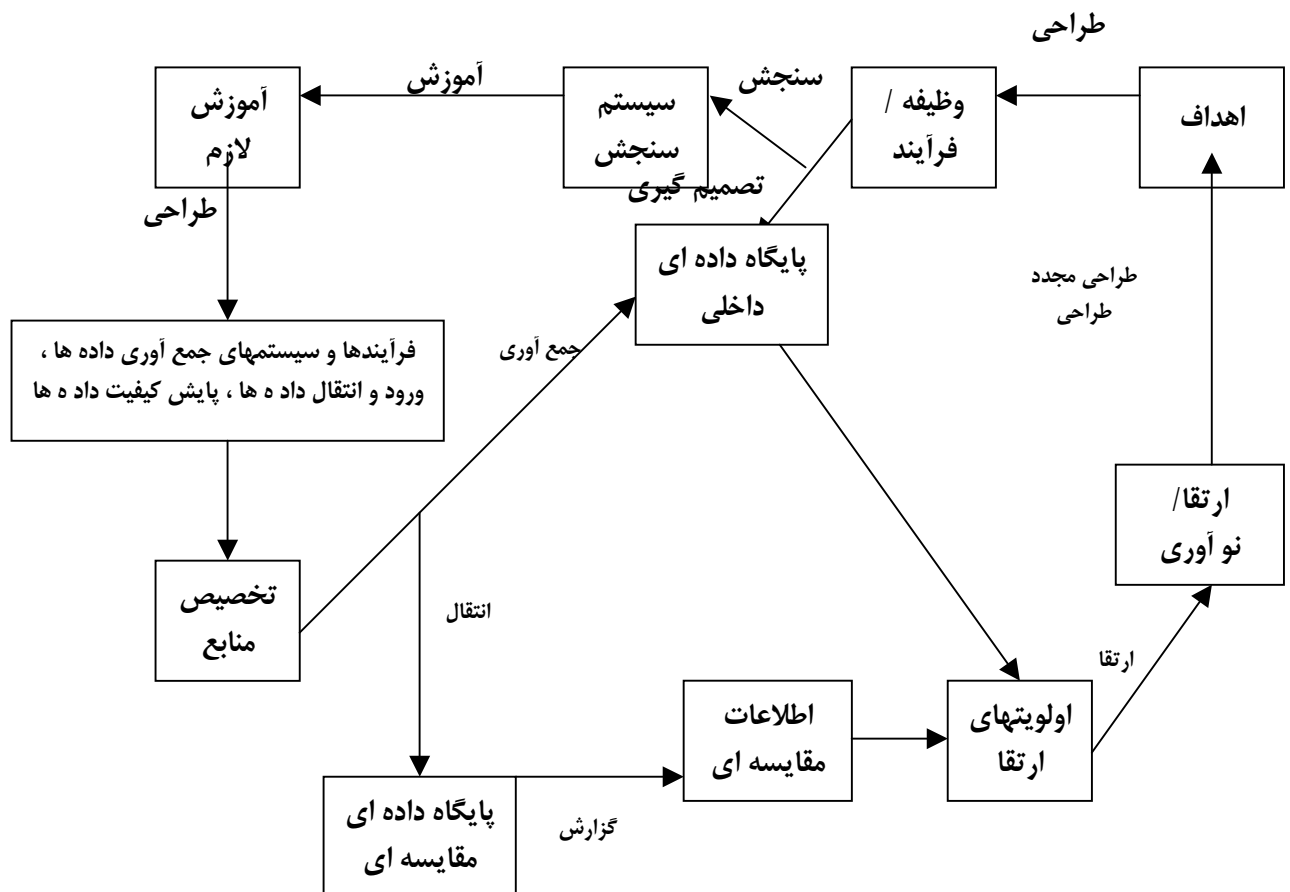 طراحی
اهداف
وظیفه /
فرآیند
سنجش
سیستم
سنجش
آموزش
آموزش
لازم
تصمیم گیری
طراحی
پایگاه داده ای
داخلی
طراحی مجدد
طراحی
جمع آوری
فرآیندها و سیستمهای جمع آوری داده ها ،
ورود و انتقال داد ه ها ، پایش کیفیت داد ه ها
ارتقا/
نو آوری
تخصیص
منابع
انتقال
ارتقا
اولویتهای
ارتقا
اطلاعات
مقایسه ای
گزارش
پایگاه داده ای
مقایسه ای